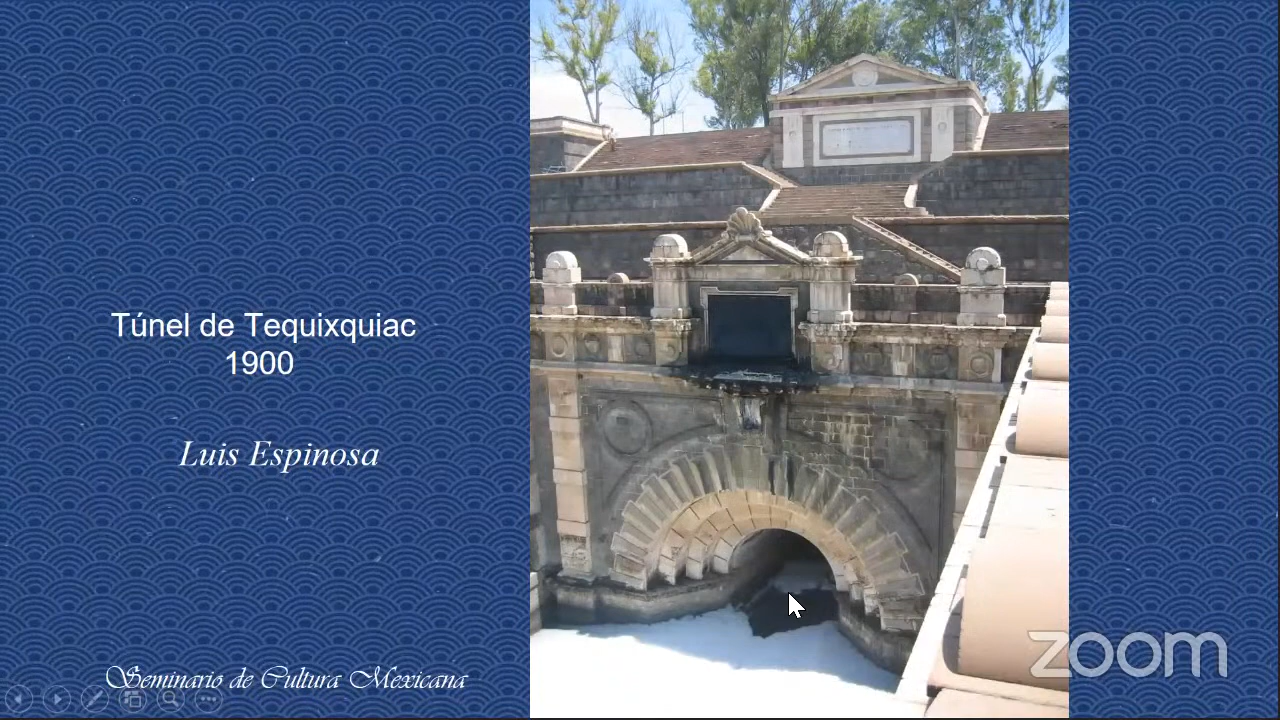 Túnel de Tequixquiac
1900
Luis Espinosa
Seminario de Cultura Mexicana
zoom